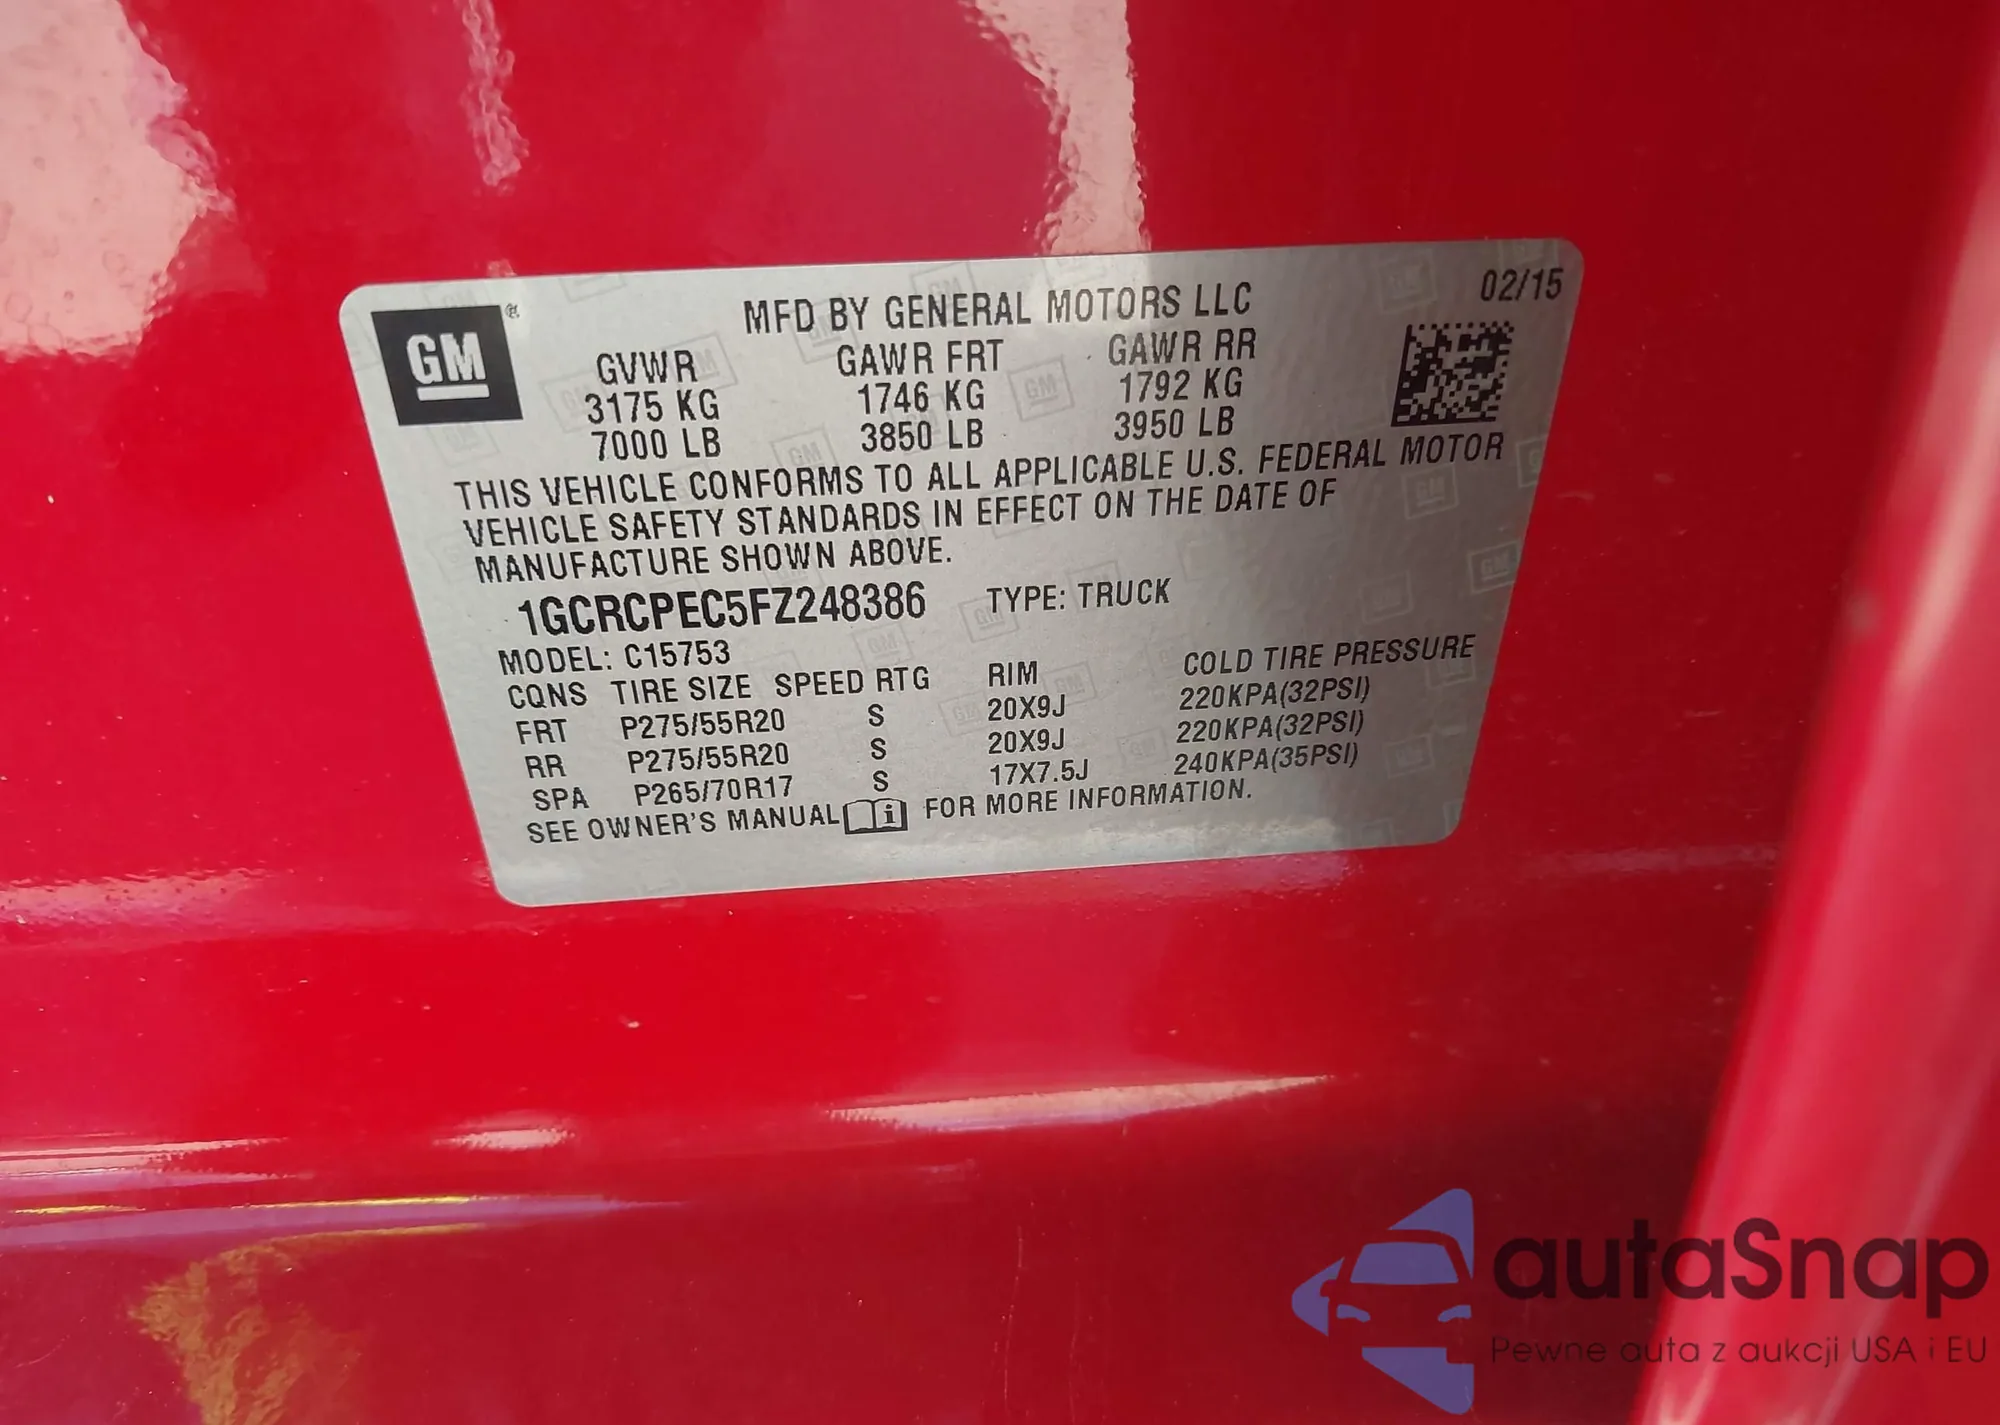 GM
MFD BY GENERAL MOTORS LLC
02/15
GVWR GAWR FRT GAWR RR
3175 KG 1746 KG 1792 KG
7000 LB 3850 LB 3950 LB
THIS VEHICLE CONFORMS TO ALL APPLICABLE U.S. FEDERAL MOTOR
VEHICLE SAFETY STANDARDS IN EFFECT ON THE DATE OF
MANUFACTURE SHOWN ABOVE.
1GCRCPEC5FZ248386 TYPE: TRUCK
MODEL: C15753
CQNS TIRE SIZE SPEED RTG RIM COLD TIRE PRESSURE
FRT P275/55R20 S 20X9J 220KPA(32PSI)
RR P275/55R20 S 20X9J 220KPA(32PSI)
SPA P265/70R17 S 17X7.5J 240KPA(35PSI)
SEE OWNER'S MANUAL i FOR MORE INFORMATION.
autaSnap
Pewne auta z aukcji USA i EU